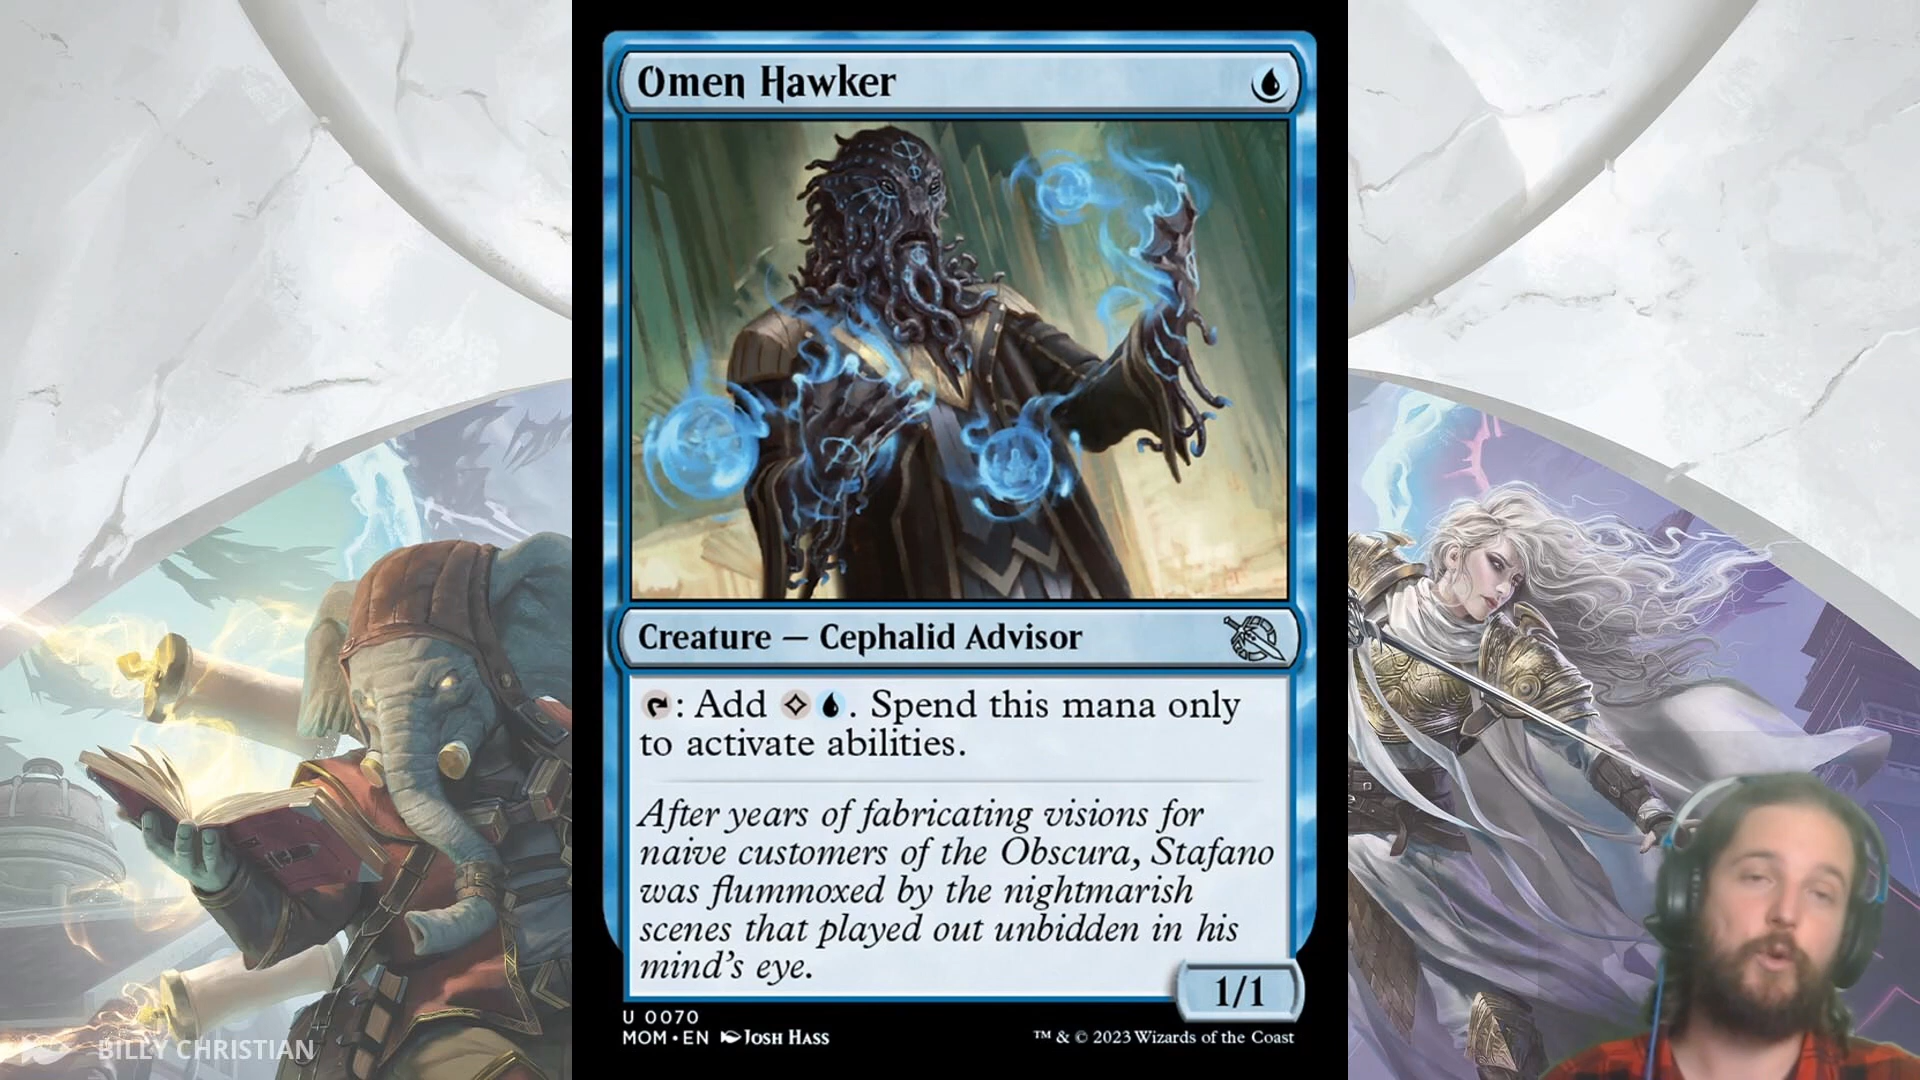 Omen Hawker
Creature — Cephalid Advisor
: Add . Spend this mana only
to activate abilities.
After years of fabricating visions for
naive customers of the Obscura, Stafano
was flummoxed by the nightmarish
scenes that played out unbidden in his
mind's eye.
1/1
U 0070
MOM • EN JOSH HASS
™ & © 2023 Wizards of the Coast
BILLY CHRISTIAN